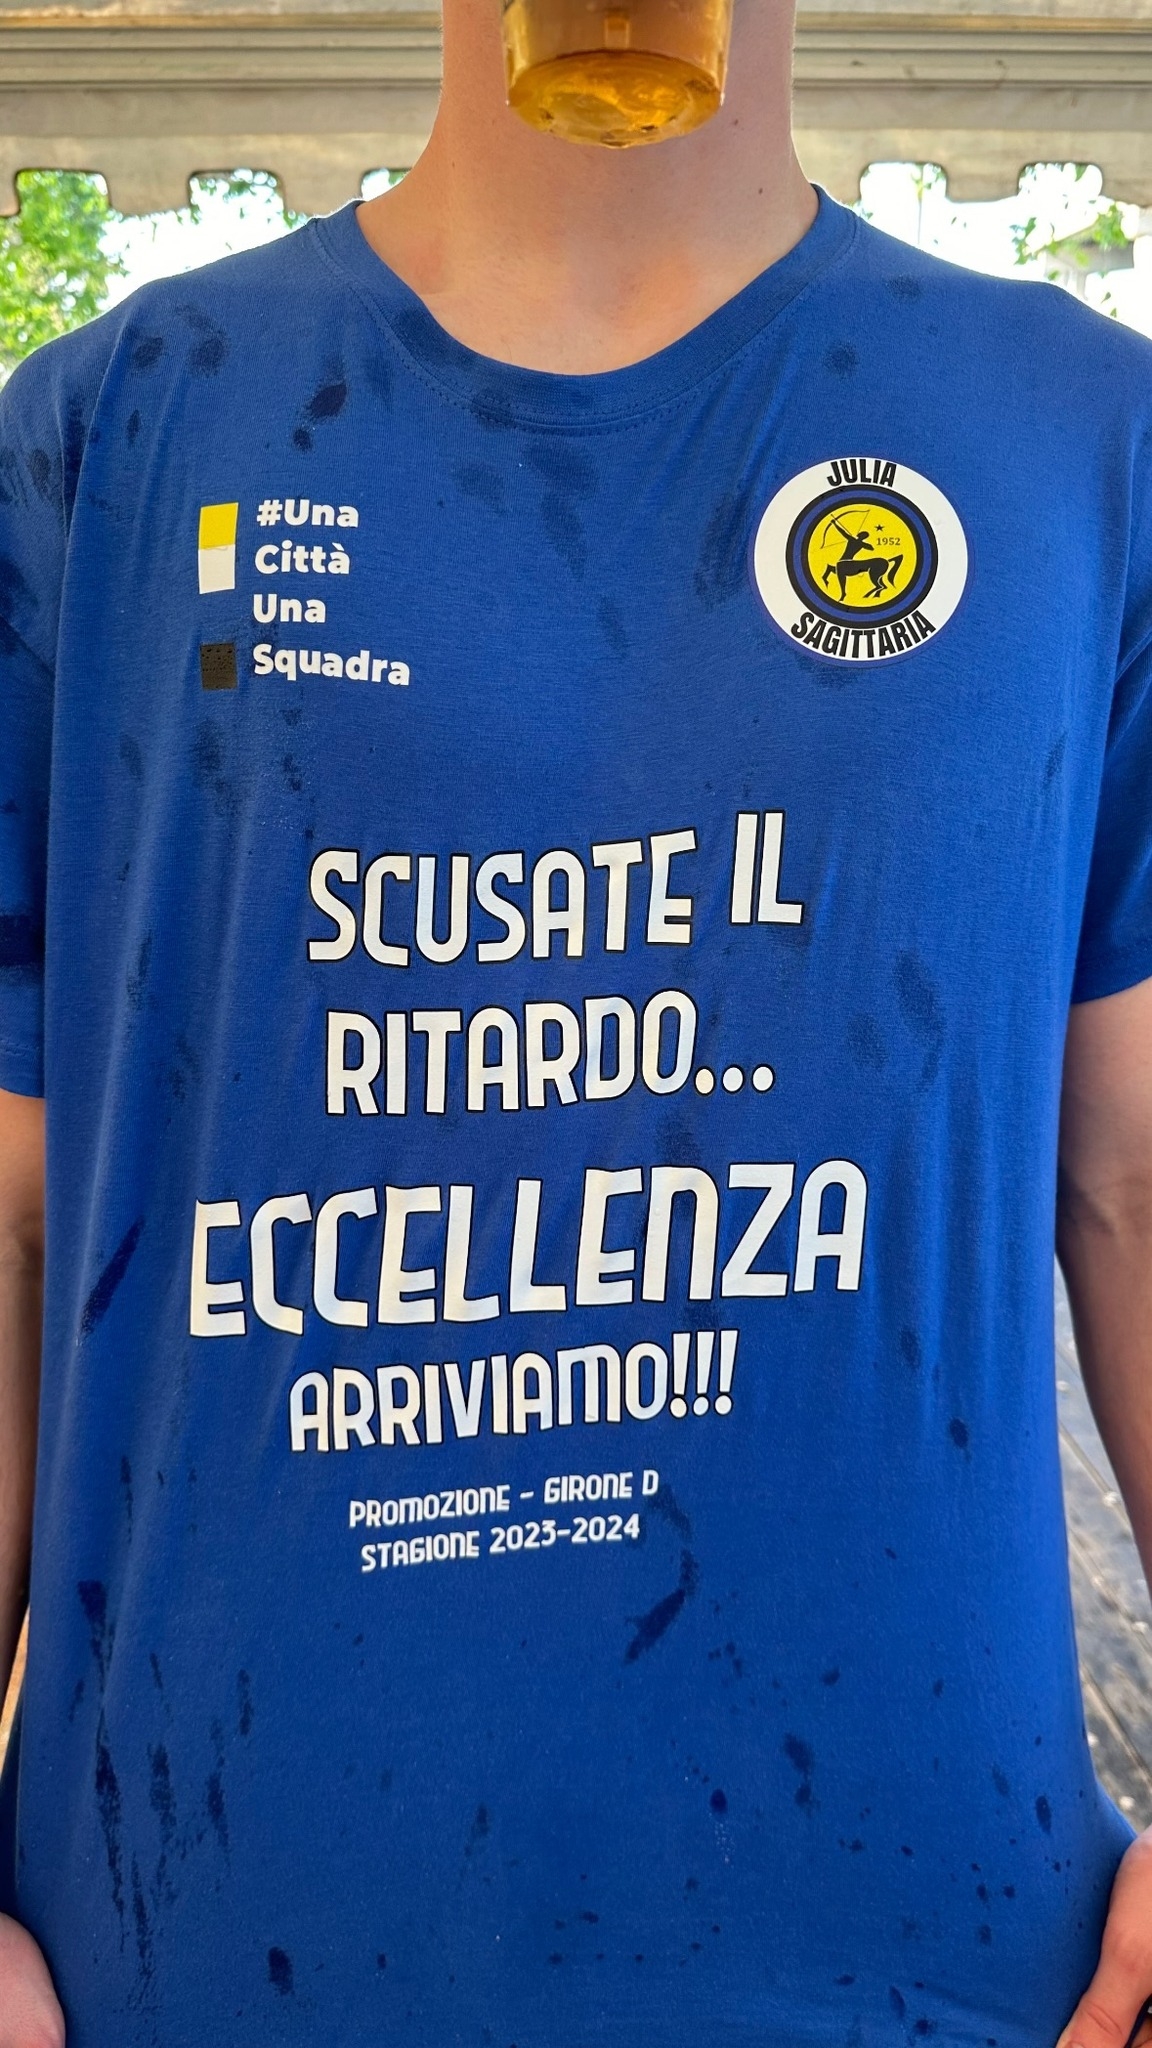 #Una
Città
Una
Squadra
JULIA
1952
SAGITTARIA
SCUSATE IL
RITARDO...
ECCELLENZA
ARRIVIAMO!!!
PROMOZIONE - GIRONE D
STAGIONE 2023-2024